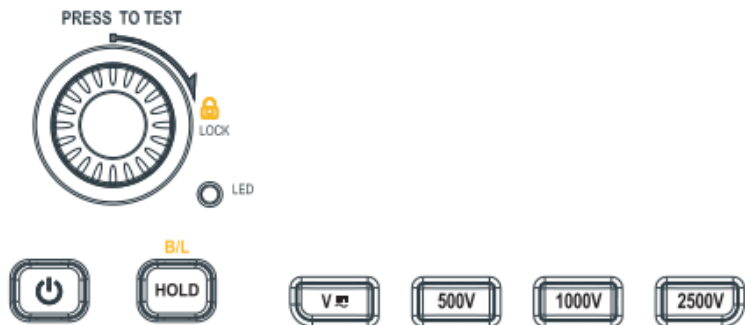 PRESS TO TEST
LOCK
LED
B/L
HOLD
V
500V
1000V
2500V